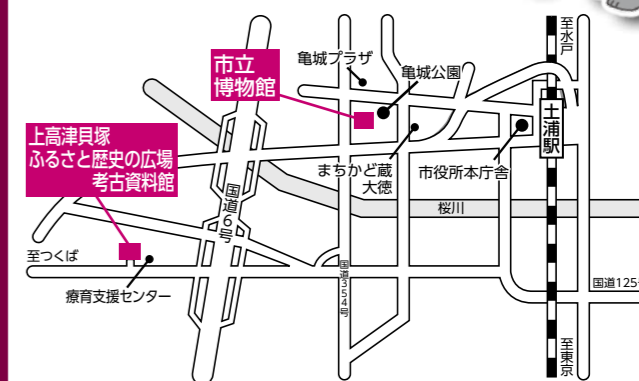 至水戸
亀城プラザ
市立
博物館
亀城公園
土浦駅
上高津貝塚
ふるさと歴史の広場
考古資料館
まちかど蔵
大徳
市役所本庁舎
国道6号
桜川
至つくば
療育支援センター
国道354号
国道125
至東京